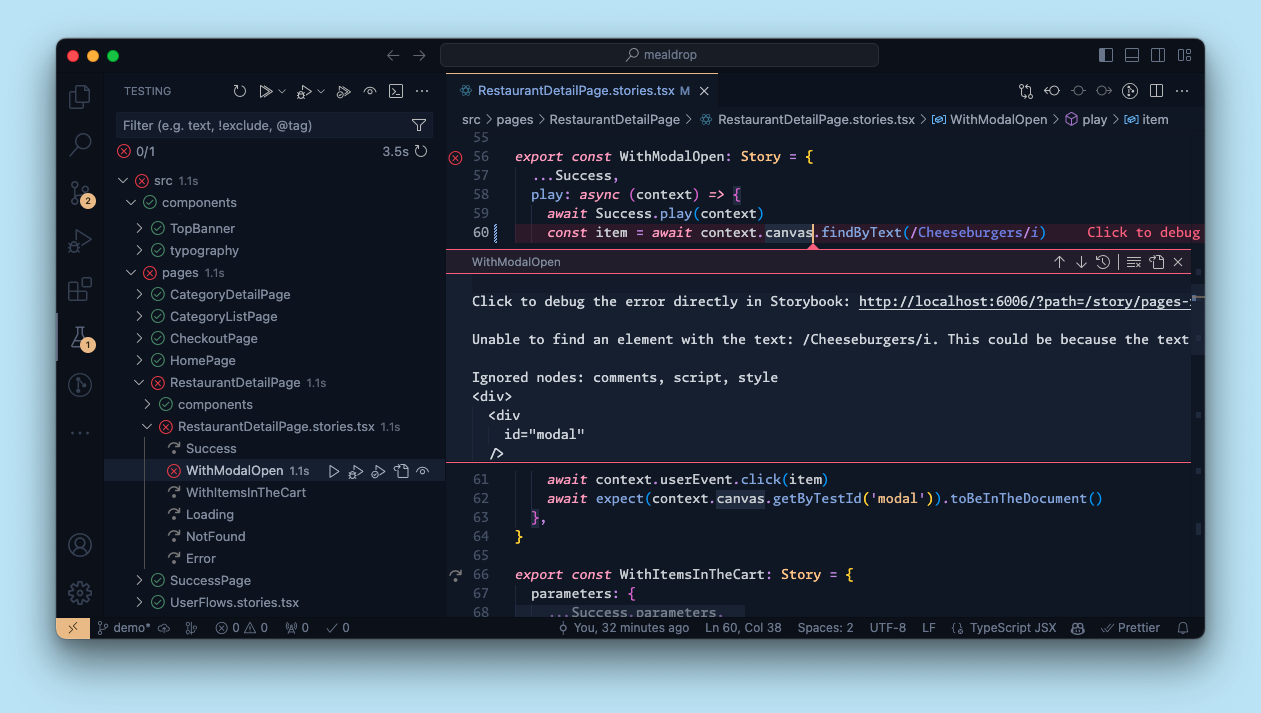 mealdrop
TESTING
Filter (e.g. text, !exclude, @tag)
0/1
3.5s
src 1.1s
components
TopBanner
typography
pages 1.1s
CategoryDetailPage
CategoryListPage
CheckoutPage
HomePage
RestaurantDetailPage 1.1s
components
RestaurantDetailPage.stories.tsx 1.1s
Success
WithModalOpen 1.1s
WithItemsInTheCart
Loading
NotFound
Error
SuccessPage
UserFlows.stories.tsx
2
1
RestaurantDetailPage.stories.tsx M
src > pages > RestaurantDetailPage > RestaurantDetailPage.stories.tsx > WithModalOpen > play > item
55
56 export const WithModalOpen: Story = {
57 ...Success,
58 play: async (context) => {
59 await Success.play(context)
60 const item = await context.canvas.findByText(/Cheeseburgers/i) Click to debug
WithModalOpen
Click to debug the error directly in Storybook: http://localhost:6006/?path=/story/pages-
Unable to find an element with the text: /Cheeseburgers/i. This could be because the text
Ignored nodes: comments, script, style
<div>
<div
id="modal"
/>
61 await context.userEvent.click(item)
62 await expect(context.canvas.getByTestId('modal')).toBeInTheDocument()
63 },
64 }
65
66 export const WithItemsInTheCart: Story = {
67 parameters: {
68 ...Success.parameters,
demo* 0 0 0 0 You, 32 minutes ago Ln 60, Col 38 Spaces: 2 UTF-8 LF {} TypeScript JSX Prettier